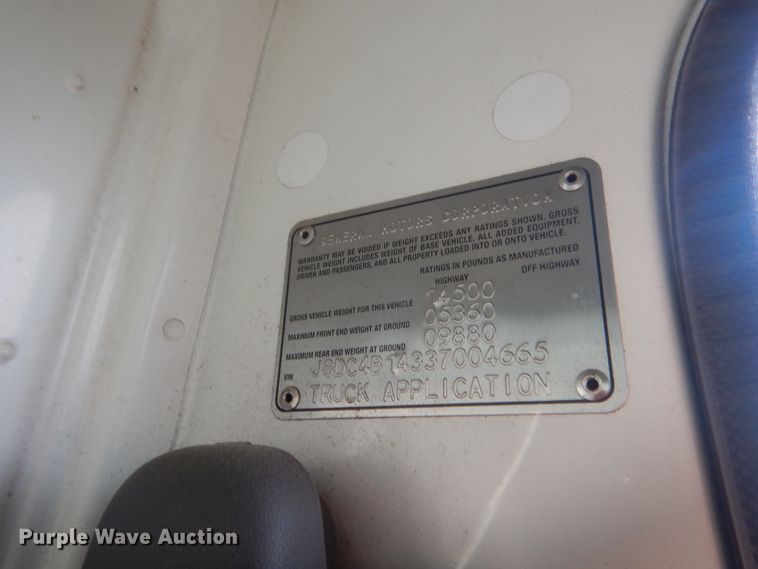 GENERAL MOTORS CORPORATION
WARRANTY MAY BE VOIDED IF WEIGHT EXCEEDS ANY RATINGS SHOWN. GROSS
VEHICLE WEIGHT INCLUDES WEIGHT OF BASE VEHICLE, ALL ADDED EQUIPMENT,
DRIVER AND PASSENGERS, AND ALL PROPERTY LOADED INTO OR ONTO VEHICLE.
RATINGS IN POUNDS AS MANUFACTURED
HIGHWAY OFF HIGHWAY
GROSS VEHICLE WEIGHT FOR THIS VEHICLE 14500
MAXIMUM FRONT END WEIGHT AT GROUND 05360
MAXIMUM REAR END WEIGHT AT GROUND 09880
VIN J8DC4B14337004665
TRUCK APPLICATION
Purple Wave Auction